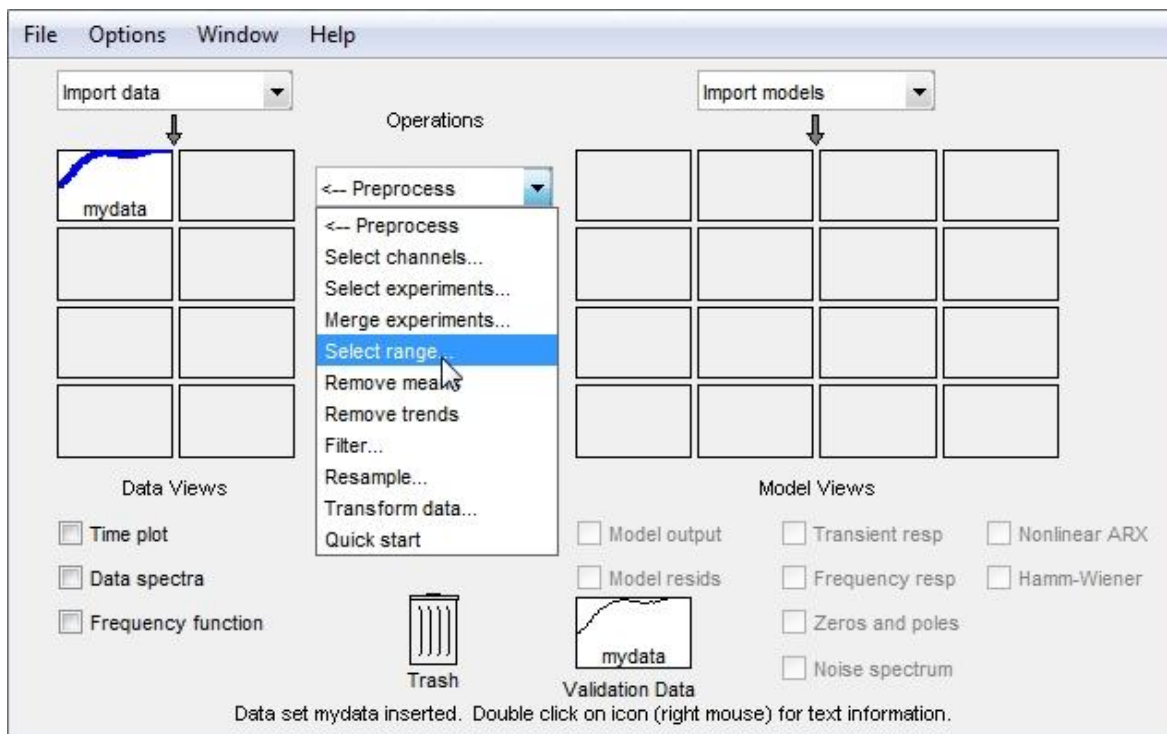 File Options Window Help
Import data
Import models
Operations
mydata
<-- Preprocess
<-- Preprocess
Select channels...
Select experiments...
Merge experiments...
Select range...
Remove means
Remove trends
Filter...
Resample...
Transform data...
Quick start
Data Views
Time plot
Data spectra
Frequency function
Trash
Model Views
Model output Transient resp Nonlinear ARX
Model resids Frequency resp Hamm-Wiener
Zeros and poles
Noise spectrum
mydata
Validation Data
Data set mydata inserted. Double click on icon (right mouse) for text information.